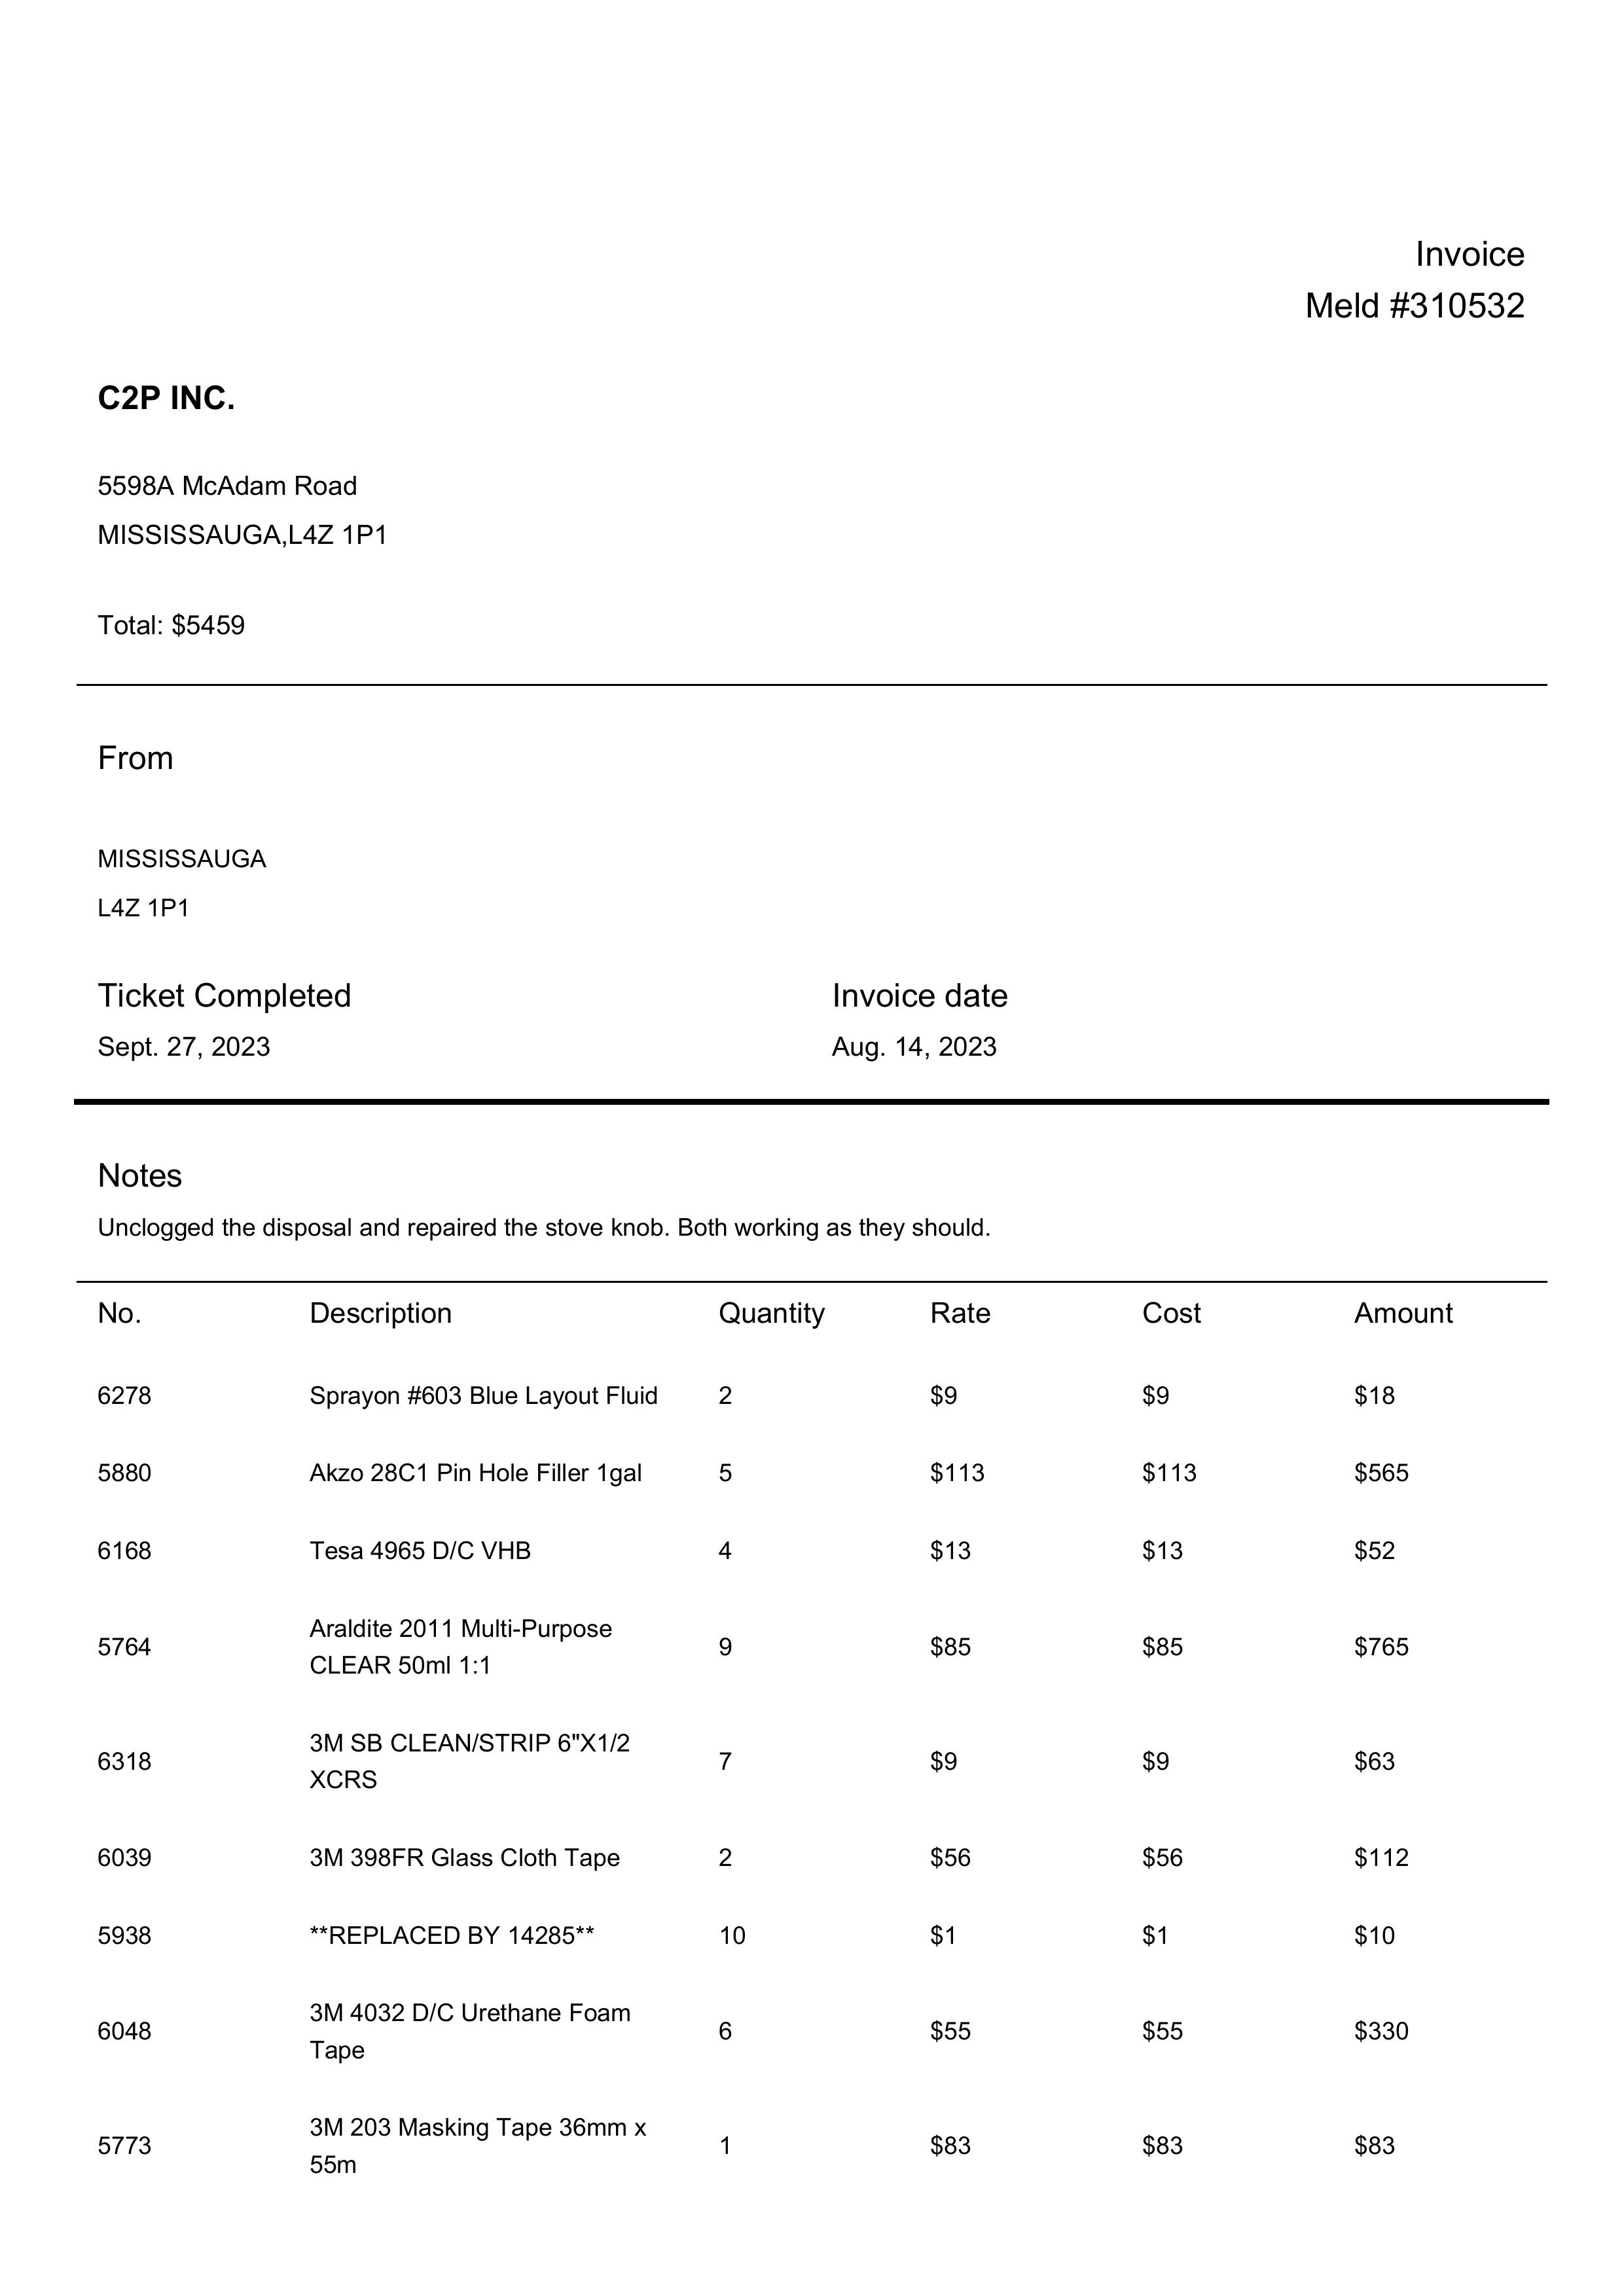 Invoice
Meld #310532
C2P INC.
5598A McAdam Road
MISSISSAUGA,L4Z 1P1
Total: $5459
From
MISSISSAUGA
L4Z 1P1
Ticket Completed Invoice date
Sept. 27, 2023 Aug. 14, 2023
Notes
Unclogged the disposal and repaired the stove knob. Both working as they should.
No. Description Quantity Rate Cost Amount
6278 Sprayon #603 Blue Layout Fluid 2 $9 $9 $18
5880 Akzo 28C1 Pin Hole Filler 1gal 5 $113 $113 $565
6168 Tesa 4965 D/C VHB 4 $13 $13 $52
Araldite 2011 Multi-Purpose
5764 9 $85 $85 $765
CLEAR 50ml 1:1
3M SB CLEAN/STRIP 6"X1/2
6318 7 $9 $9 $63
XCRS
6039 3M 398FR Glass Cloth Tape 2 $56 $56 $112
5938 **REPLACED BY 14285** 10 $1 $1 $10
3M 4032 D/C Urethane Foam
6048 6 $55 $55 $330
Tape
3M 203 Masking Tape 36mm x
5773 1 $83 $83 $83
55m